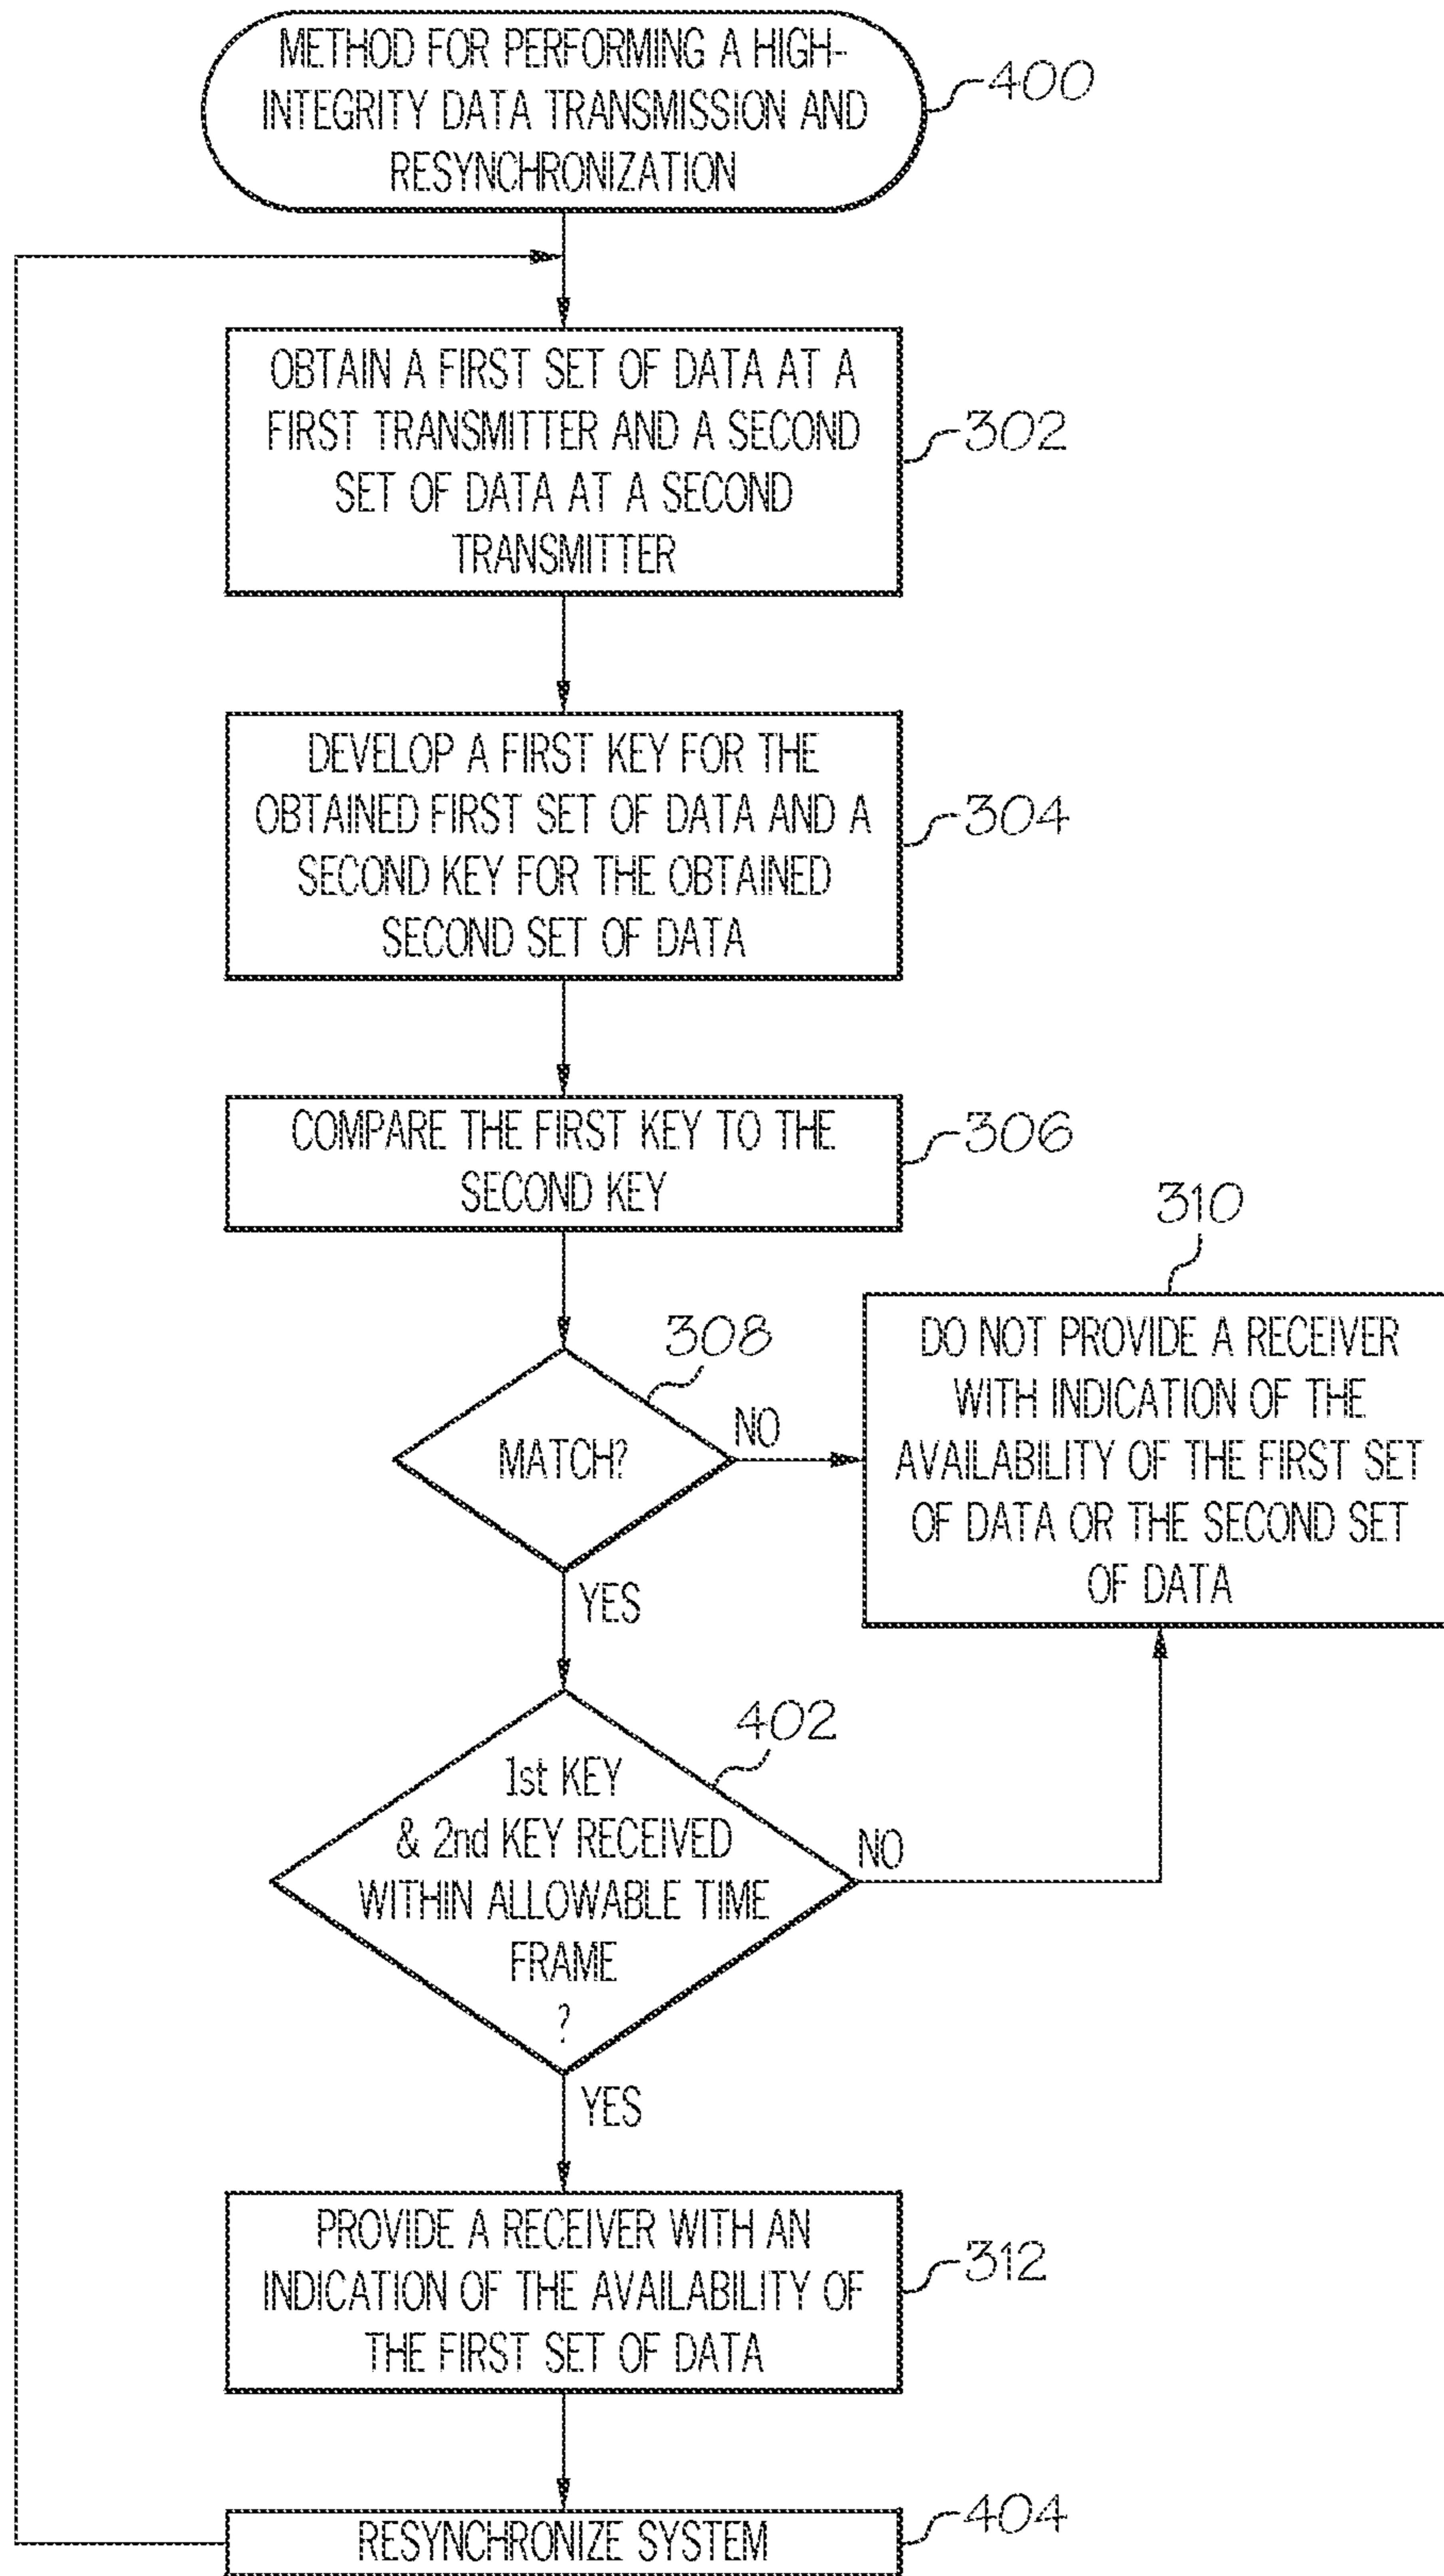 METHOD FOR PERFORMING A HIGH-
INTEGRITY DATA TRANSMISSION AND
RESYNCHRONIZATION
400
OBTAIN A FIRST SET OF DATA AT A
FIRST TRANSMITTER AND A SECOND
SET OF DATA AT A SECOND
TRANSMITTER
302
DEVELOP A FIRST KEY FOR THE
OBTAINED FIRST SET OF DATA AND A
SECOND KEY FOR THE OBTAINED
SECOND SET OF DATA
304
COMPARE THE FIRST KEY TO THE
SECOND KEY
306
308
MATCH?
NO
YES
310
DO NOT PROVIDE A RECEIVER
WITH INDICATION OF THE
AVAILABILITY OF THE FIRST SET
OF DATA OR THE SECOND SET
OF DATA
402
1st KEY
& 2nd KEY RECEIVED
WITHIN ALLOWABLE TIME
FRAME
?
NO
YES
PROVIDE A RECEIVER WITH AN
INDICATION OF THE AVAILABILITY OF
THE FIRST SET OF DATA
312
RESYNCHRONIZE SYSTEM
404